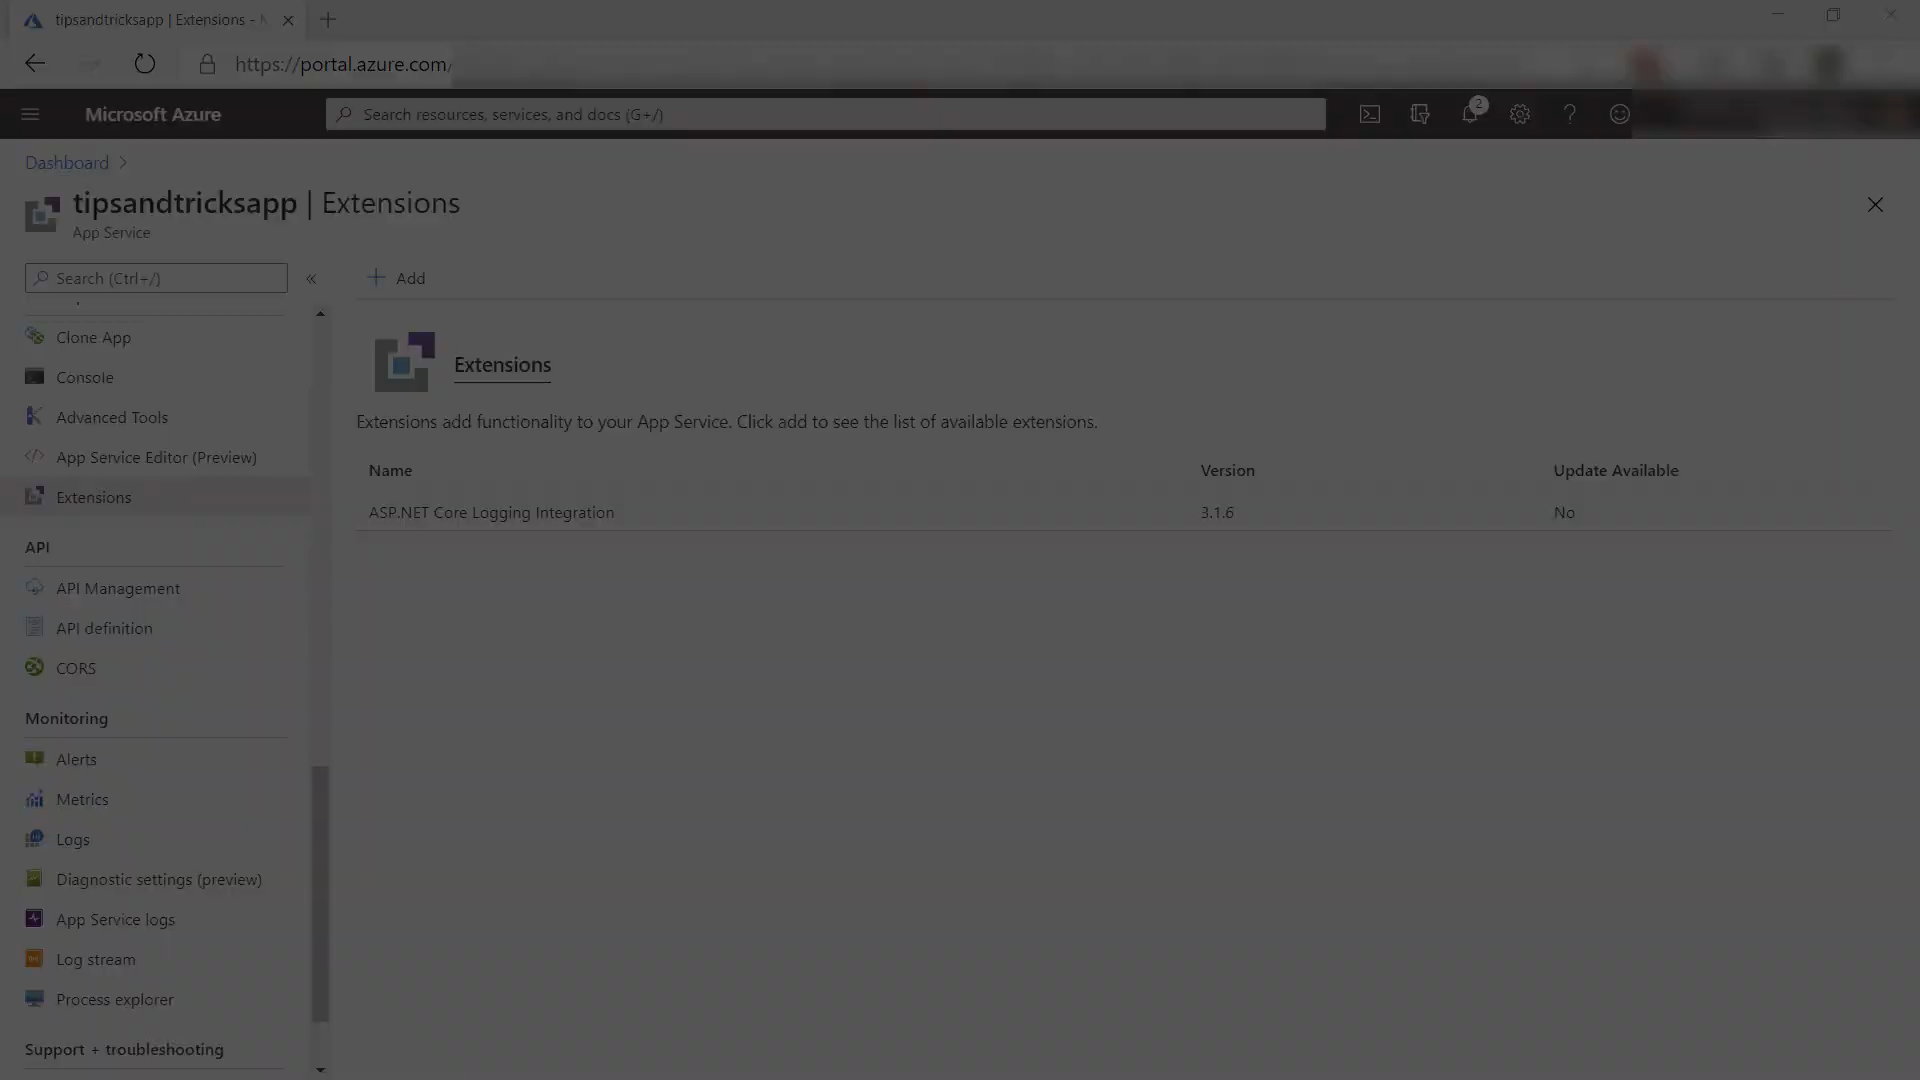 tipsandtricksapp | Extensions -
https://portal.azure.com/
Microsoft Azure
Search resources, services, and docs (G+/)
2
Dashboard
tipsandtricksapp | Extensions
App Service
Search (Ctrl+/)
Add
Clone App
Console
Advanced Tools
App Service Editor (Preview)
Extensions
API
API Management
API definition
CORS
Monitoring
Alerts
Metrics
Logs
Diagnostic settings (preview)
App Service logs
Log stream
Process explorer
Support + troubleshooting
Extensions
Extensions add functionality to your App Service. Click add to see the list of available extensions.
Name Version Update Available
ASP.NET Core Logging Integration 3.1.6 No